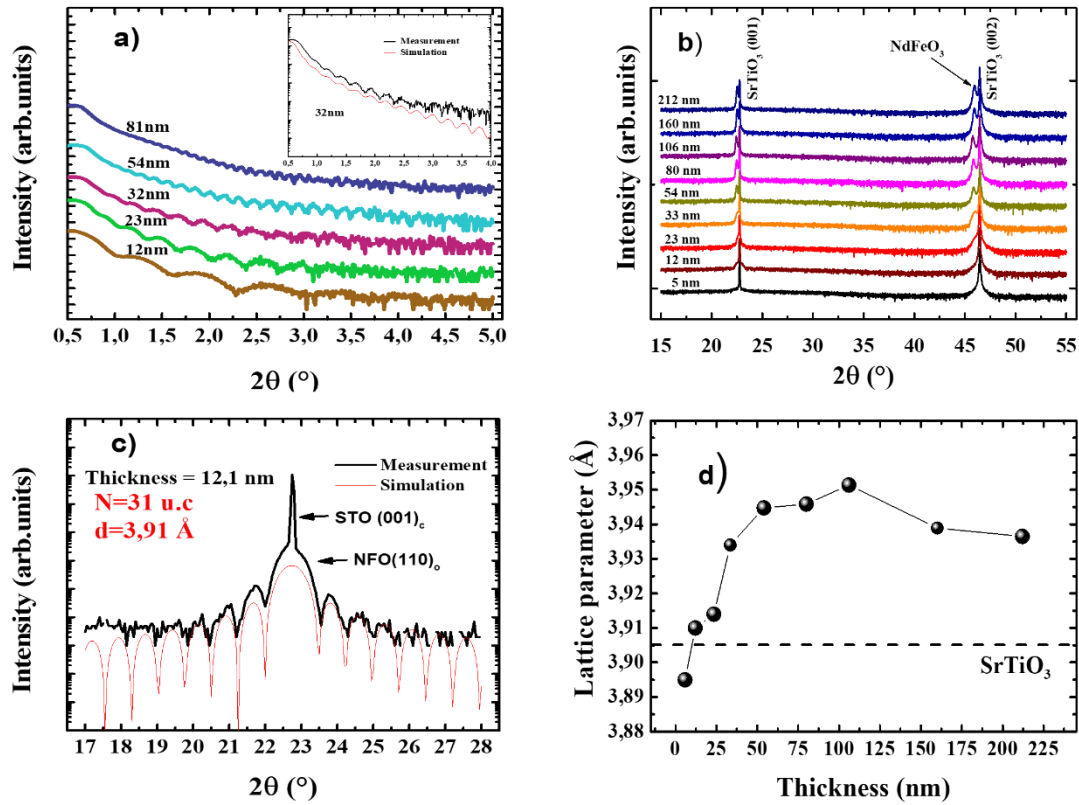 a)
Measurement
Simulation
32nm
0,5 1,0 1,5 2,0 2,5 3,0 3,5 4,0
81nm
54nm
32nm
23nm
12nm
Intensity (arb.units)
0,5 1,0 1,5 2,0 2,5 3,0 3,5 4,0 4,5 5,0
2θ (°)
b)
SrTiO3 (001)
NdFeO3
SrTiO3 (002)
212 nm
160 nm
106 nm
80 nm
54 nm
33 nm
23 nm
12 nm
5 nm
Intensity (arb.units)
15 20 25 30 35 40 45 50 55
2θ (°)
c)
Thickness = 12,1 nm
N=31 u.c
d=3,91 Å
Measurement
Simulation
STO (001)c
NFO(110)o
Intensity (arb.units)
17 18 19 20 21 22 23 24 25 26 27 28
2θ (°)
d)
3,97
3,96
3,95
3,94
3,93
3,92
3,91
3,90
3,89
3,88
Lattice parameter (Å)
SrTiO3
0 25 50 75 100 125 150 175 200 225
Thickness (nm)